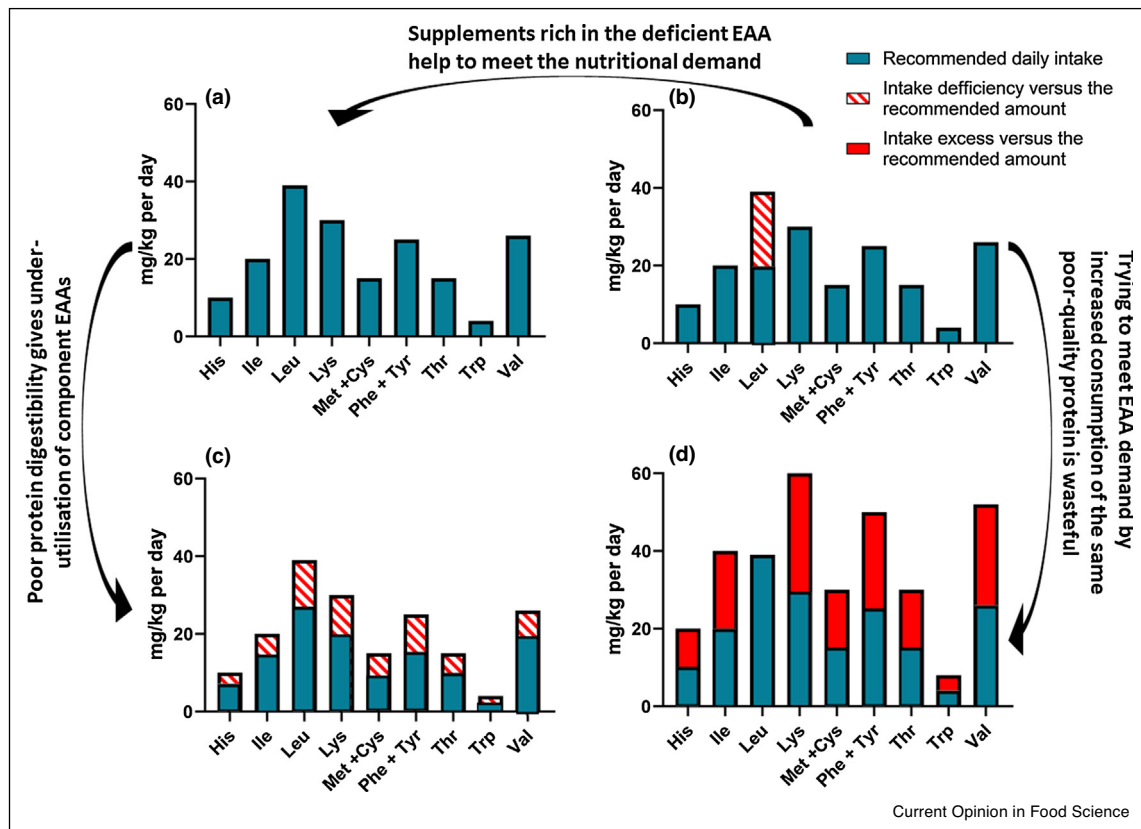 Supplements rich in the deficient EAA
help to meet the nutritional demand
Recommended daily intake
Intake defficiency versus the
recommended amount
Intake excess versus the
recommended amount
(a)
60
40
20
0
mg/kg per day
His
Ile
Leu
Lys
Met +Cys
Phe + Tyr
Thr
Trp
Val
(b)
60
40
20
0
mg/kg per day
His
Ile
Leu
Lys
Met +Cys
Phe + Tyr
Thr
Trp
Val
Poor protein digestibility gives under-
utilisation of component EAAs
Trying to meet EAA demand by
increased consumption of the same
poor-quality protein is wasteful
(c)
60
40
20
0
mg/kg per day
His
Ile
Leu
Lys
Met +Cys
Phe + Tyr
Thr
Trp
Val
(d)
60
40
20
0
mg/kg per day
His
Ile
Leu
Lys
Met +Cys
Phe + Tyr
Thr
Trp
Val
Current Opinion in Food Science